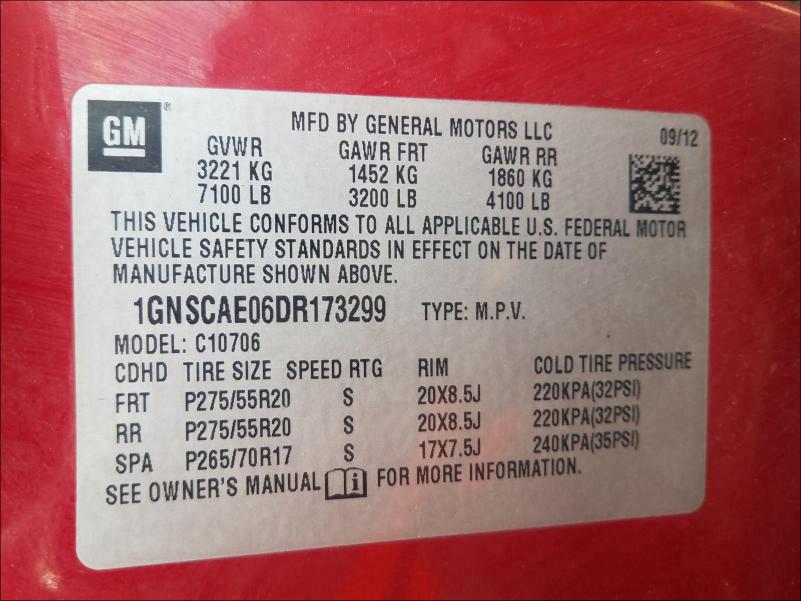 GM ®
MFD BY GENERAL MOTORS LLC 09/12
GVWR GAWR FRT GAWR RR
3221 KG 1452 KG 1860 KG
7100 LB 3200 LB 4100 LB
THIS VEHICLE CONFORMS TO ALL APPLICABLE U.S. FEDERAL MOTOR
VEHICLE SAFETY STANDARDS IN EFFECT ON THE DATE OF
MANUFACTURE SHOWN ABOVE.
1GNSCAE06DR173299 TYPE: M.P.V.
MODEL: C10706
CDHD TIRE SIZE SPEED RTG RIM COLD TIRE PRESSURE
FRT P275/55R20 S 20X8.5J 220KPA(32PSI)
RR P275/55R20 S 20X8.5J 220KPA(32PSI)
SPA P265/70R17 S 17X7.5J 240KPA(35PSI)
SEE OWNER'S MANUAL i FOR MORE INFORMATION.